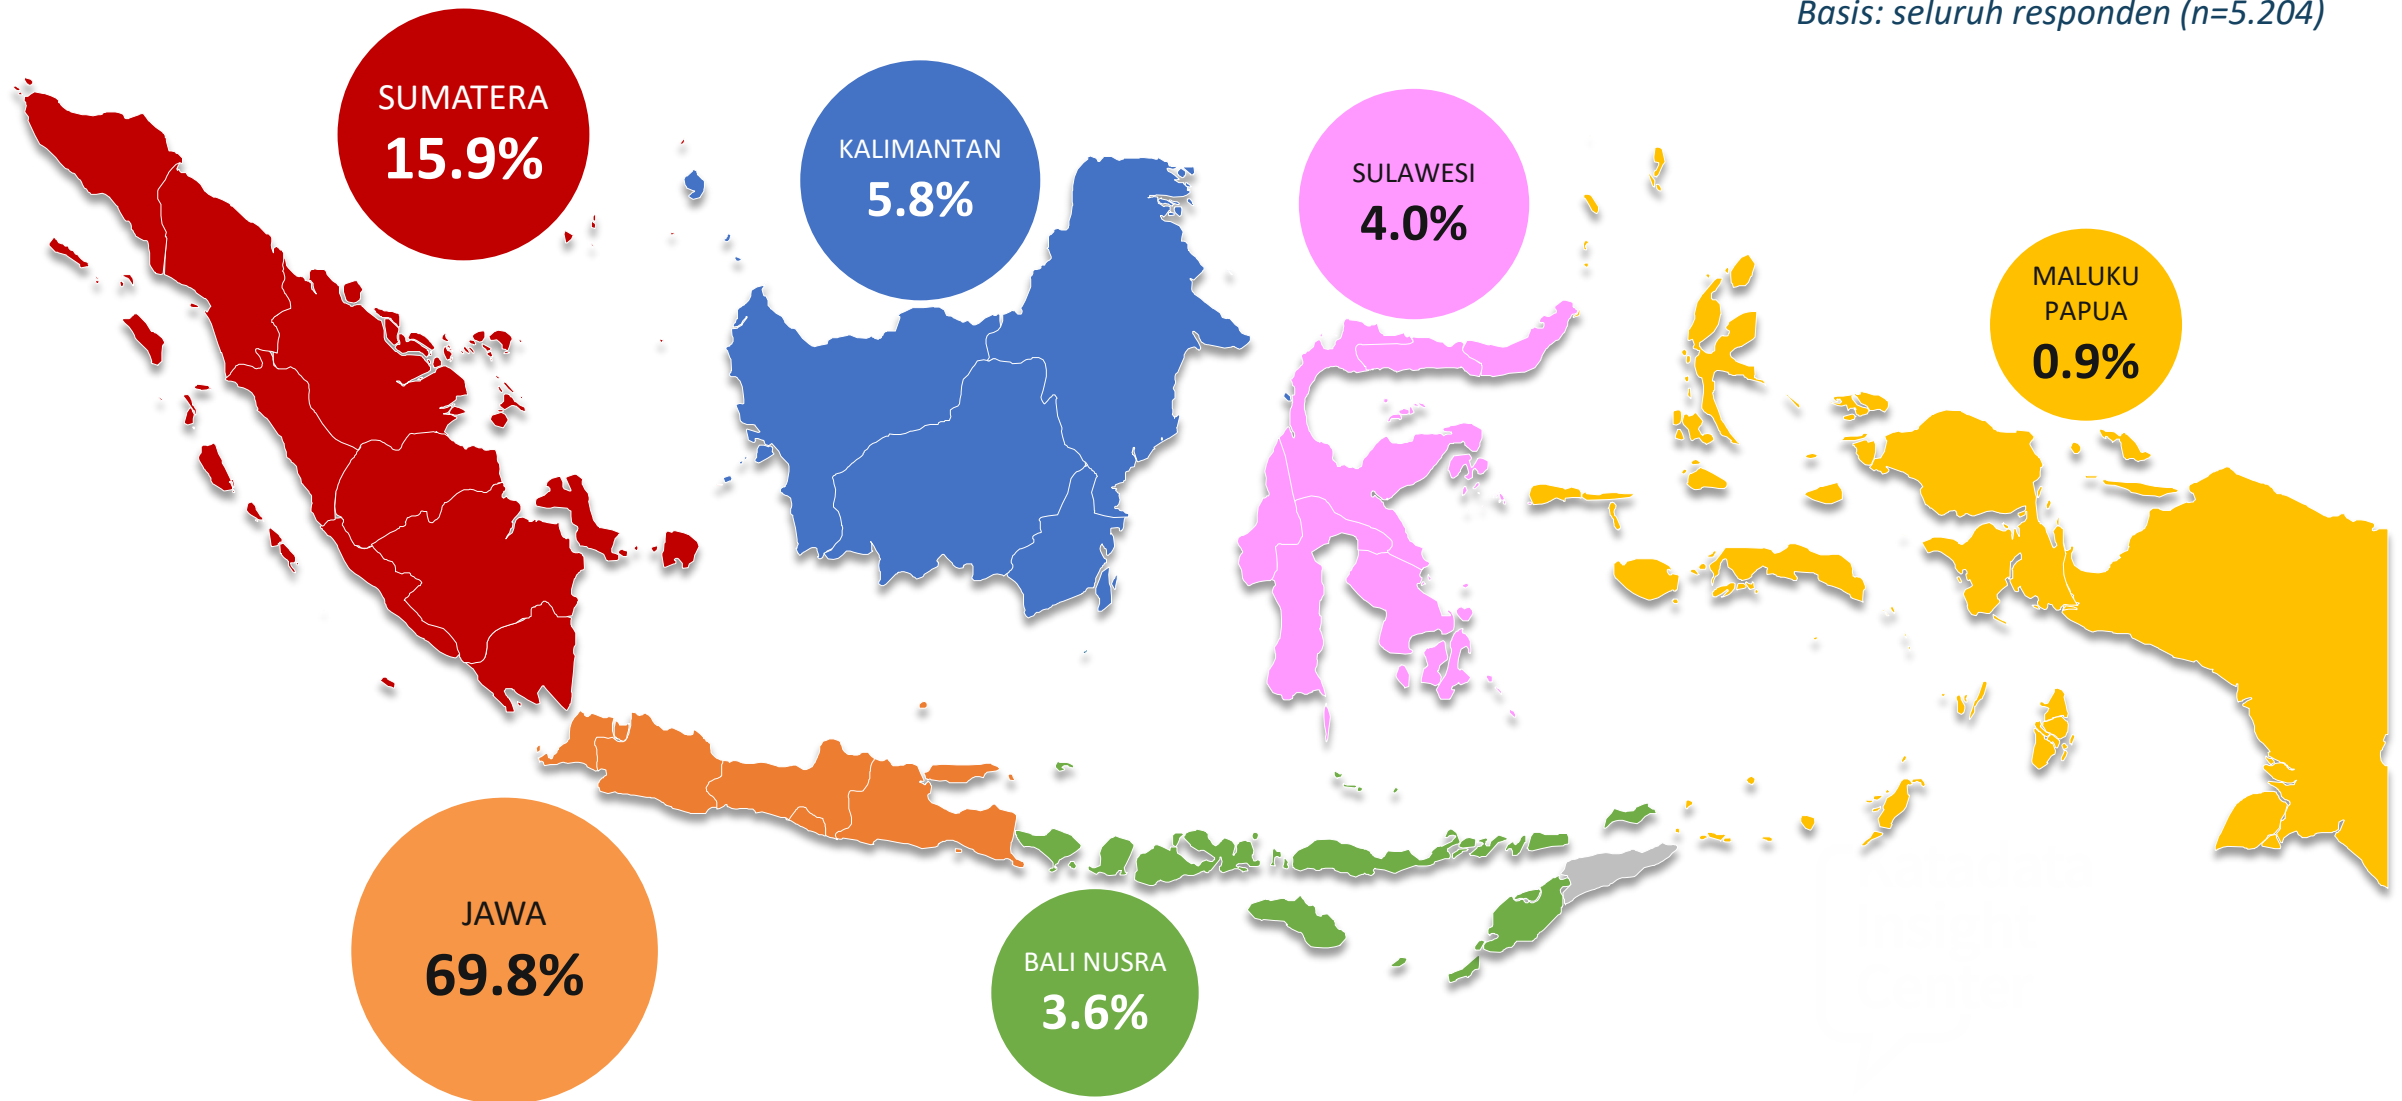 Basis: seluruh responden (n=5.204)
SUMATERA
15.9%
KALIMANTAN
5.8%
SULAWESI
4.0%
MALUKU
PAPUA
0.9%
JAWA
69.8%
BALI NUSRA
3.6%